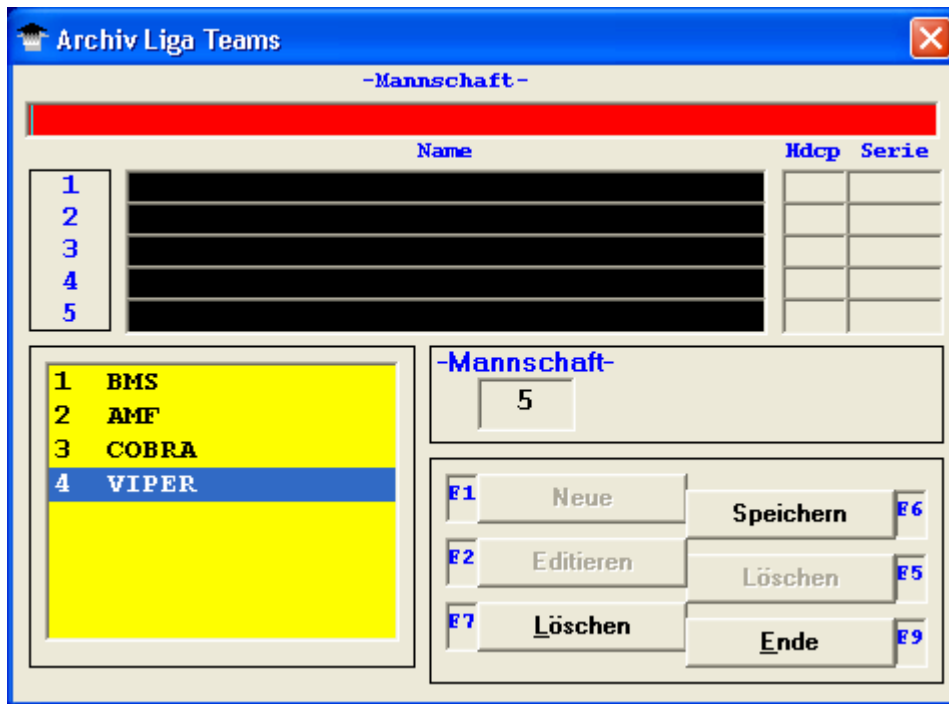 Archiv Liga Teams
-Mannschaft-
Name Hdcp Serie
1
2
3
4
5
1 BMS
2 AMF
3 COBRA
4 VIPER
-Mannschaft-
5
F1 Neue
Speichern F6
F2 Editieren
Löschen F5
F7 Löschen
Ende F9